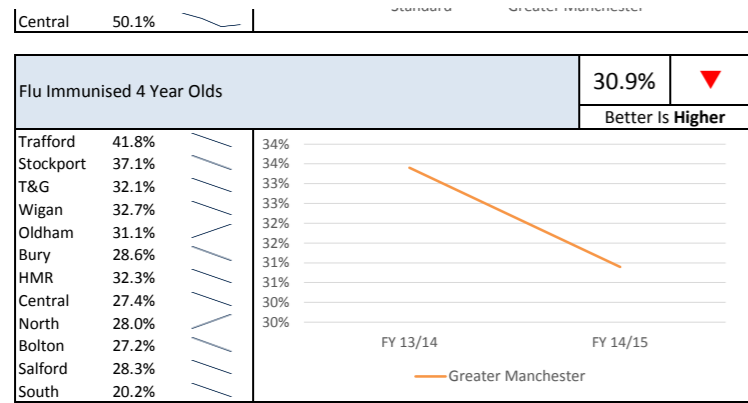 Standard Greater Manchester
Central 50.1%
Flu Immunised 4 Year Olds 30.9%
Better Is Higher
Trafford 41.8%
Stockport 37.1%
T&G 32.1%
Wigan 32.7%
Oldham 31.1%
Bury 28.6%
HMR 32.3%
Central 27.4%
North 28.0%
Bolton 27.2%
Salford 28.3%
South 20.2%
34%
34%
33%
33%
32%
32%
31%
31%
30%
30%
FY 13/14 FY 14/15
Greater Manchester